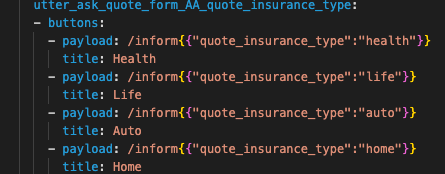 utter_ask_quote_form_AA_quote_insurance_type:
- buttons:
- payload: /inform{{"quote_insurance_type":"health"}}
title: Health
- payload: /inform{{"quote_insurance_type":"life"}}
title: Life
- payload: /inform{{"quote_insurance_type":"auto"}}
title: Auto
- payload: /inform{{"quote_insurance_type":"home"}}
title: Home